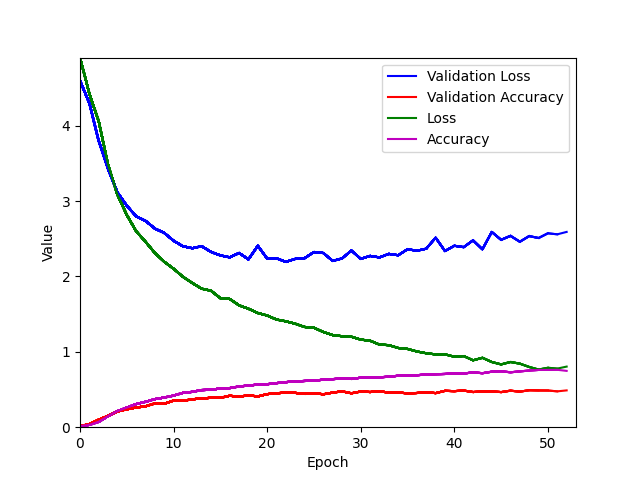 Validation Loss
Validation Accuracy
Loss
Accuracy
Value
4
3
2
1
0
0 10 20 30 40 50
Epoch